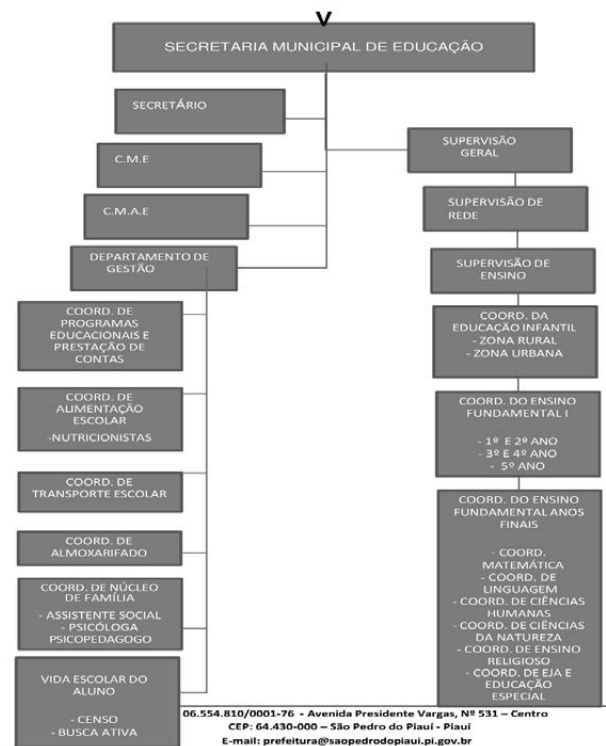 V
SECRETARIA MUNICIPAL DE EDUCAÇÃO
SECRETÁRIO
C.M.E
C.M.A.E
DEPARTAMENTO DE
GESTÃO
COORD. DE
PROGRAMAS
EDUCACIONAIS E
PRESTAÇÃO DE
CONTAS
COORD. DE
ALIMENTAÇÃO
ESCOLAR
-NUTRICIONISTAS
COORD. DE
TRANSPORTE ESCOLAR
COORD. DE
ALMOXARIFADO
COORD. DE NÚCLEO DE
FAMÍLIA
- ASSISTENTE SOCIAL
- PSICÓLOGA
PSICOPEDAGOGO
VIDA ESCOLAR DO
ALUNO
- CENSO
- BUSCA ATIVA
SUPERVISÃO
GERAL
SUPERVISÃO DE
REDE
SUPERVISÃO DE
ENSINO
COORD. DA
EDUCAÇÃO INFANTIL
- ZONA RURAL
- ZONA URBANA
COORD. DO ENSINO
FUNDAMENTAL I
- 1º E 2º ANO
- 3º E 4º ANO
- 5º ANO
COORD. DO ENSINO
FUNDAMENTAL ANOS
FINAIS
- COORD.
MATEMÁTICA
- COORD. DE
LINGUAGEM
- COORD. DE CIÊNCIAS
HUMANAS
- COORD. DE CIÊNCIAS
DA NATUREZA
- COORD. DE ENSINO
RELIGIOSO
- COORD. DE EJA E
EDUCAÇÃO
ESPECIAL
06.554.810/0001-76 - Avenida Presidente Vargas, Nº 531 – Centro
CEP: 64.430-000 – São Pedro do Piauí - Piauí
E-mail: prefeitura@saopedrodopiaui.pi.gov.br